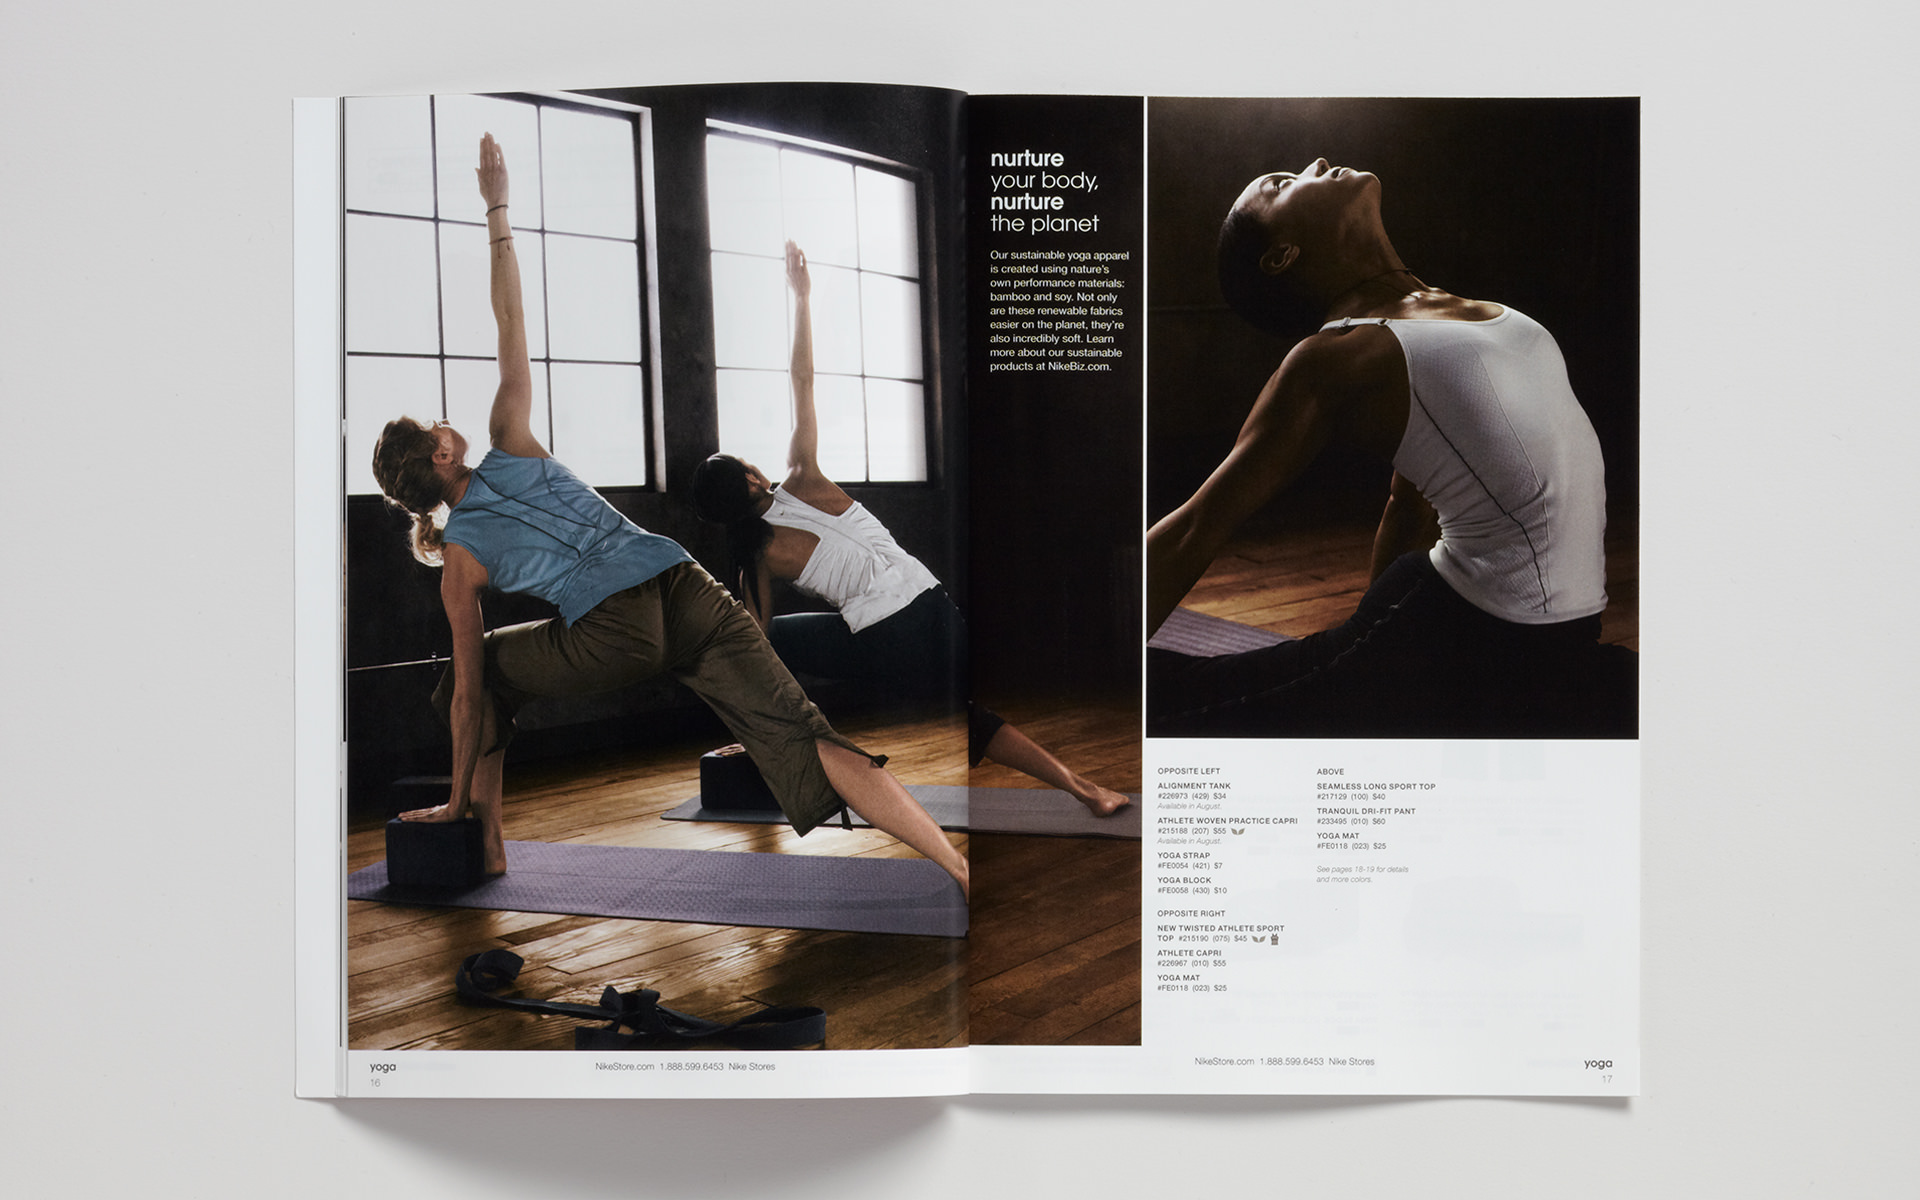 nurture
your body,
nurture
the planet
Our sustainable yoga apparel
is created using nature's
own performance materials:
bamboo and soy. Not only
are these renewable fabrics
easier on the planet, they're
also incredibly soft. Learn
more about our sustainable
products at NikeBiz.com.
OPPOSITE LEFT
ALIGNMENT TANK
#226973 (429) $34
Available in August.
ATHLETE WOVEN PRACTICE CAPRI
#215188 (207) $55
Available in August.
YOGA STRAP
#FE0054 (421) $7
YOGA BLOCK
#FE0058 (430) $10
OPPOSITE RIGHT
NEW TWISTED ATHLETE SPORT
TOP #215190 (075) $45
ATHLETE CAPRI
#226967 (010) $55
YOGA MAT
#FE0118 (023) $25
ABOVE
SEAMLESS LONG SPORT TOP
#217129 (100) $40
TRANQUIL DRI-FIT PANT
#233495 (010) $60
YOGA MAT
#FE0118 (023) $25
See pages 18-19 for details
and more colors.
yoga
16
NikeStore.com 1.888.599.6453 Nike Stores
NikeStore.com 1.888.599.6453 Nike Stores
yoga
17